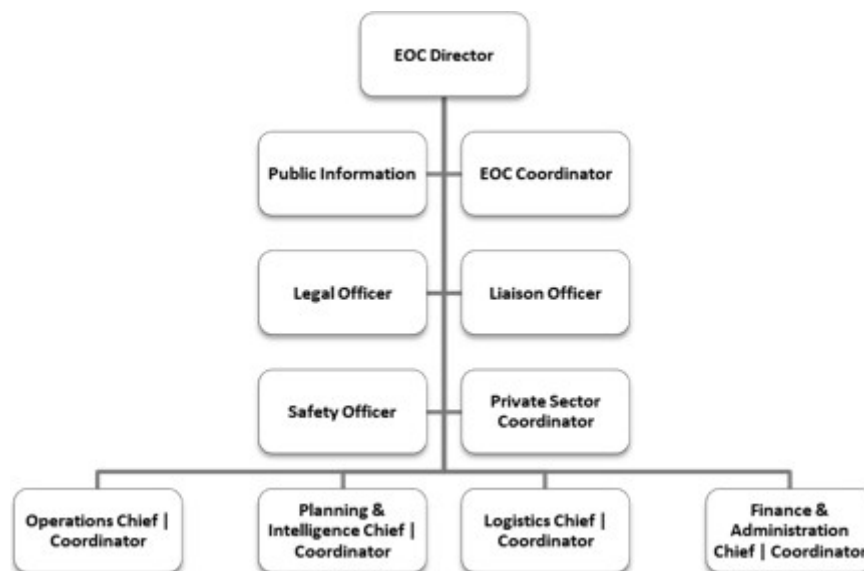 EOC Director
Public Information
EOC Coordinator
Legal Officer
Liaison Officer
Safety Officer
Private Sector
Coordinator
Operations Chief |
Coordinator
Planning &
Intelligence Chief |
Coordinator
Logistics Chief |
Coordinator
Finance &
Administration
Chief | Coordinator